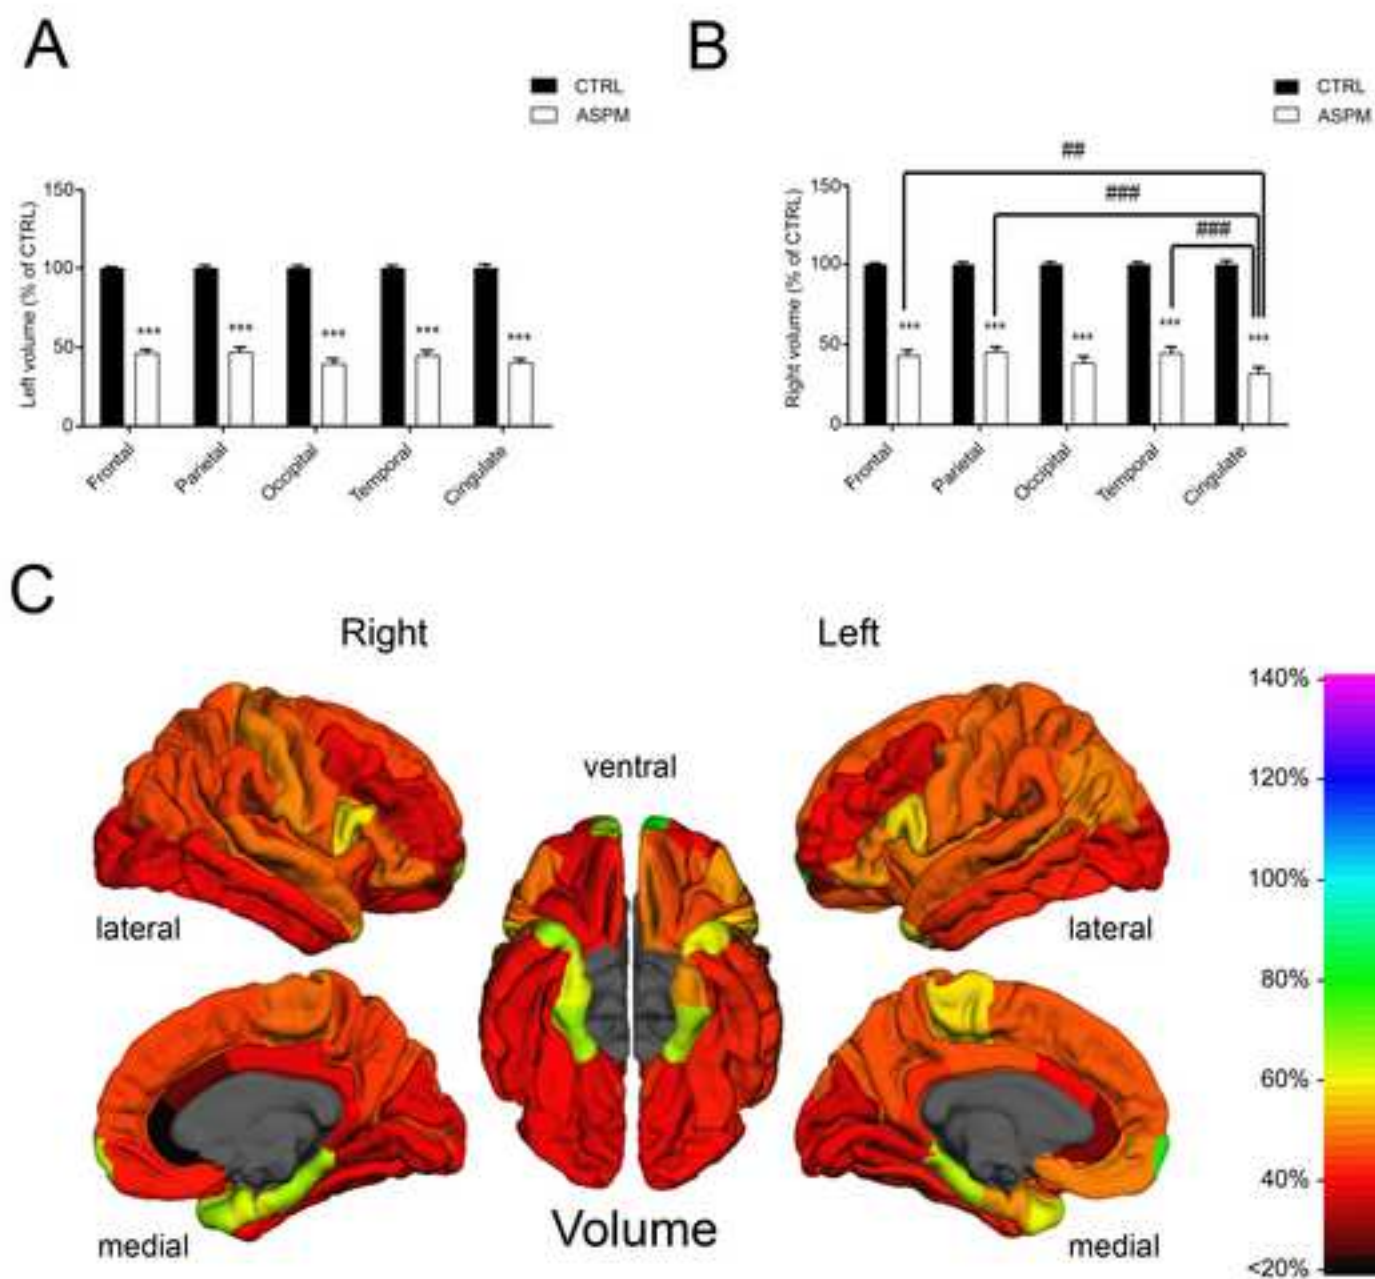 A
CTRL
ASPM
Left volume (% of CTRL)
150
100
50
0
***
***
***
***
***
Frontal
Parietal
Occipital
Temporal
Cingulate
B
CTRL
ASPM
Right volume (% of CTRL)
150
100
50
0
##
###
###
***
***
***
***
***
Frontal
Parietal
Occipital
Temporal
Cingulate
C
Right
Left
ventral
lateral
lateral
medial
medial
Volume
140%
120%
100%
80%
60%
40%
<20%